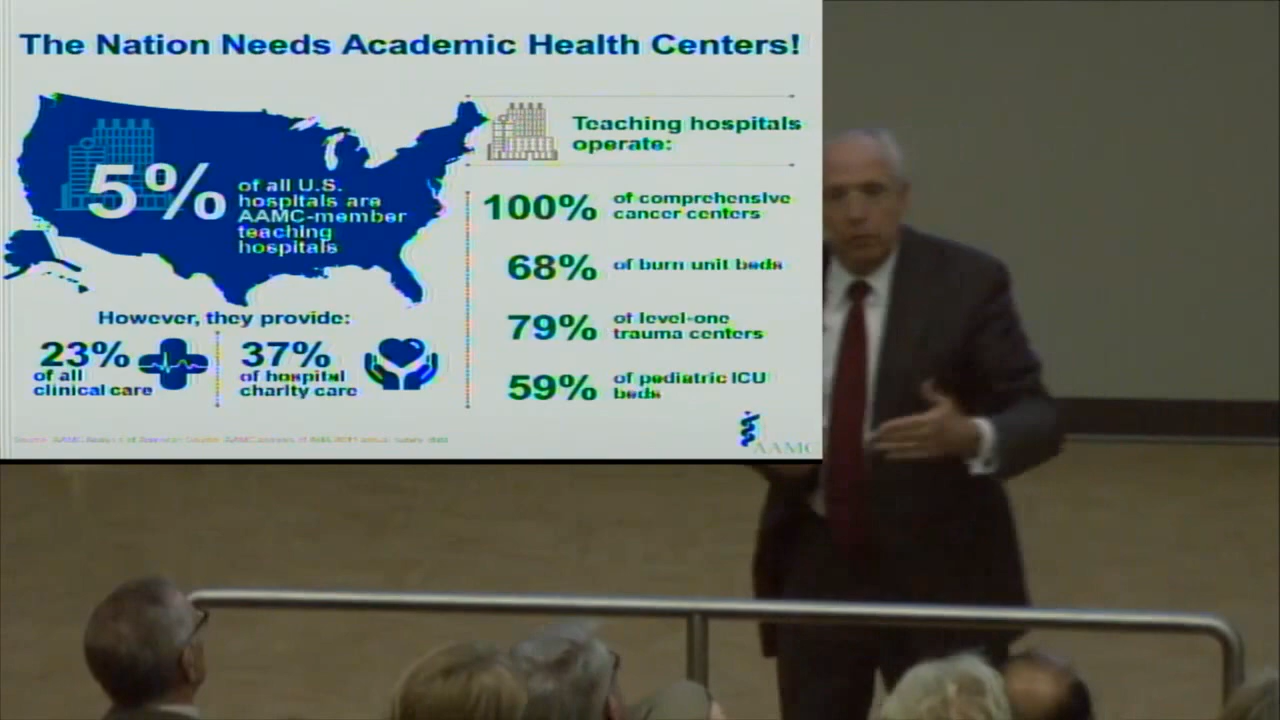 The Nation Needs Academic Health Centers!
5%
of all U.S.
hospitals are
AAMC-member
teaching
hospitals
However, they provide:
23%
of all
clinical care
37%
of hospital
charity care
Teaching hospitals
operate:
100%
of comprehensive
cancer centers
68%
of burn unit beds
79%
of level-one
trauma centers
59%
of pediatric ICU
beds
AAMC